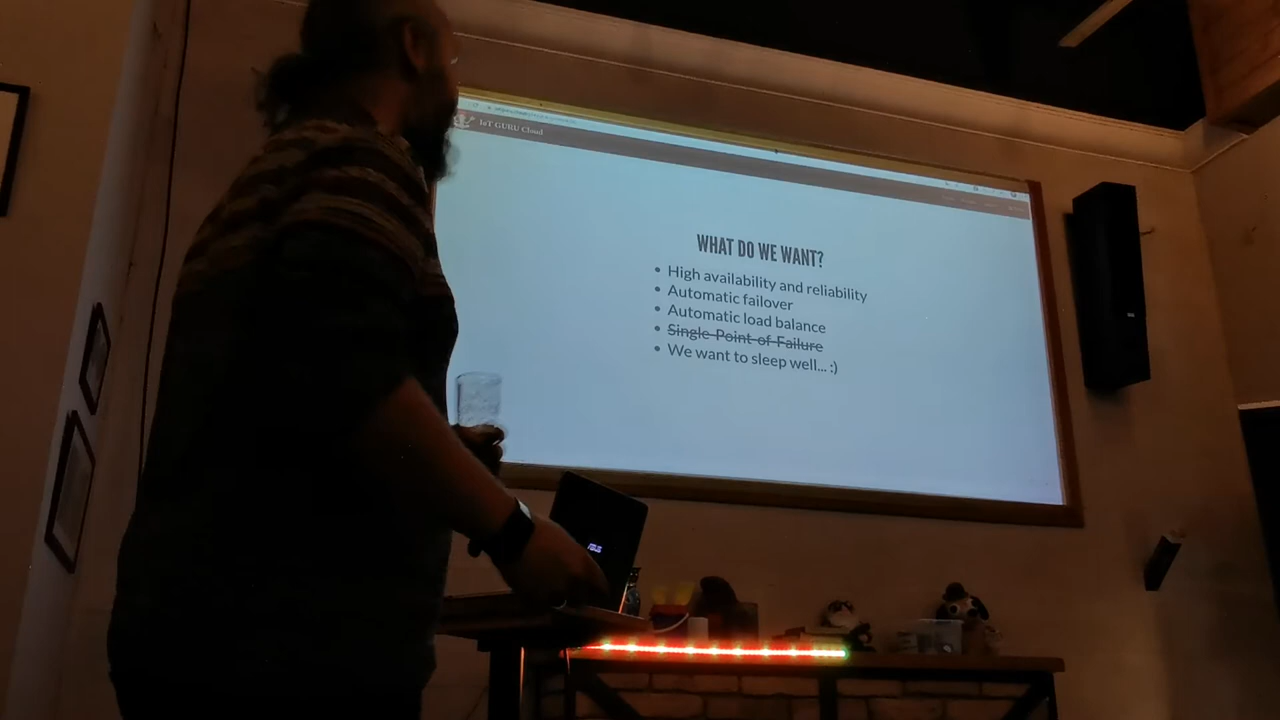 IoT GURU Cloud
WHAT DO WE WANT?
• High availability and reliability
• Automatic failover
• Automatic load balance
• Single-Point-of-Failure
• We want to sleep well... :)
ASUS